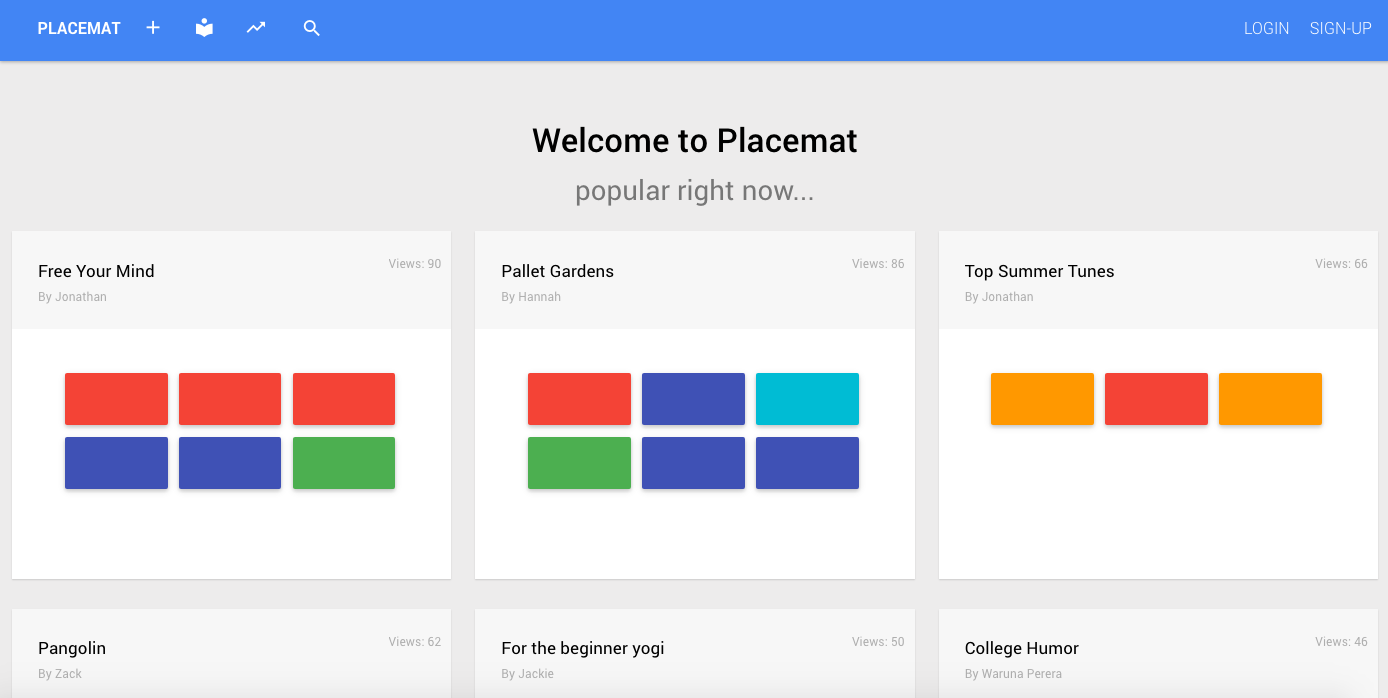 PLACEMAT
LOGIN SIGN-UP
Welcome to Placemat
popular right now...
Free Your Mind
Views: 90
By Jonathan
Pallet Gardens
Views: 86
By Hannah
Top Summer Tunes
Views: 66
By Jonathan
Pangolin
Views: 62
By Zack
For the beginner yogi
Views: 50
By Jackie
College Humor
Views: 46
By Waruna Perera